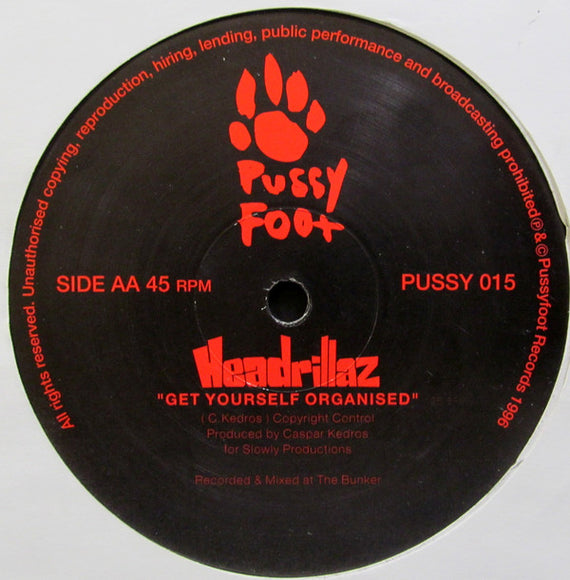 All rights reserved. Unauthorised copying, reproduction, hiring, lending, public performance and broadcasting prohibited ℗ & © Pussyfoot Records 1996
PUSSY
FOOT
SIDE AA 45 RPM
PUSSY 015
Headrillaz
"GET YOURSELF ORGANISED"
( C. Kedros ) Copyright Control
Produced by Caspar Kedros
for Slowly Productions
Recorded & Mixed at The Bunker